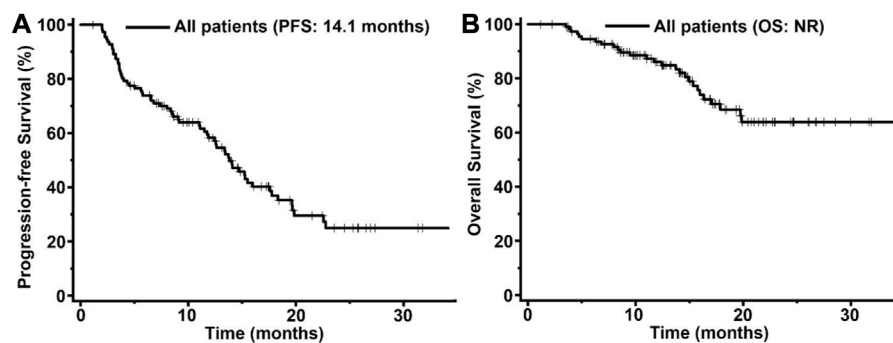 A
All patients (PFS: 14.1 months)
Progression-free Survival (%)
100
80
60
40
20
0
0 10 20 30
Time (months)
B
All patients (OS: NR)
Overall Survival (%)
100
80
60
40
20
0
0 10 20 30
Time (months)